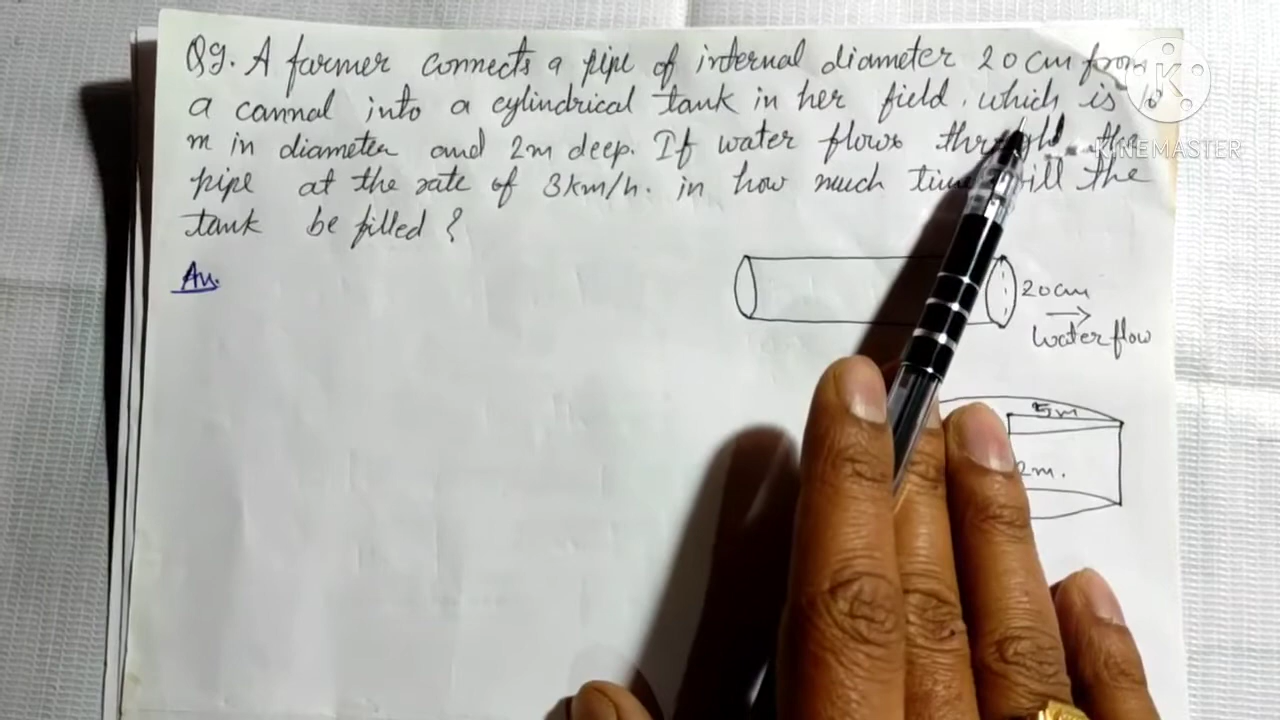 Q9. A farmer connects a pipe of internal diameter 20 cm from
a cannal into a cylindrical tank in her field, which is 10
m in diameter and 2m deep. If water flows through the
pipe at the rate of 3km/h. in how much time will the
tank be filled ?
An.
20cm
water flow
5m
2m.
K
KINEMASTER